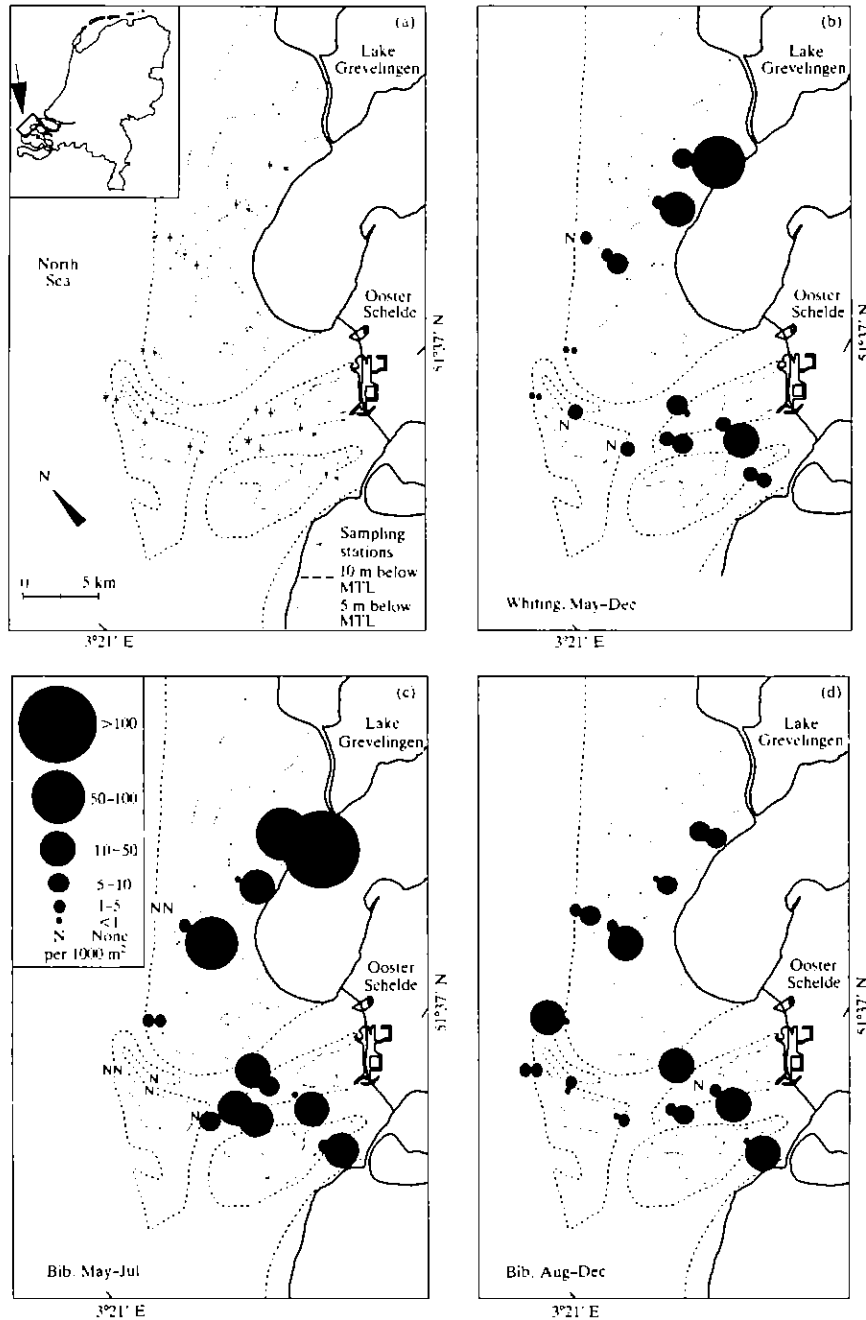 (a)
Lake
Grevelingen
North
Sea
Ooster
Schelde
51°37' N
N
0 5 km
Sampling
stations
10 m below
MTL
5 m below
MTL
3°21' E
(b)
Lake
Grevelingen
N
Ooster
Schelde
51°37' N
N
N
Whiting, May–Dec
3°21' E
(c)
>100
50–100
10–50
5–10
1–5
<1
N None
per 1000 m²
Lake
Grevelingen
NN
Ooster
Schelde
51°37' N
NN
N
N
N
Bib, May–Jul
3°21' E
(d)
Lake
Grevelingen
Ooster
Schelde
51°37' N
N
Bib, Aug–Dec
3°21' E